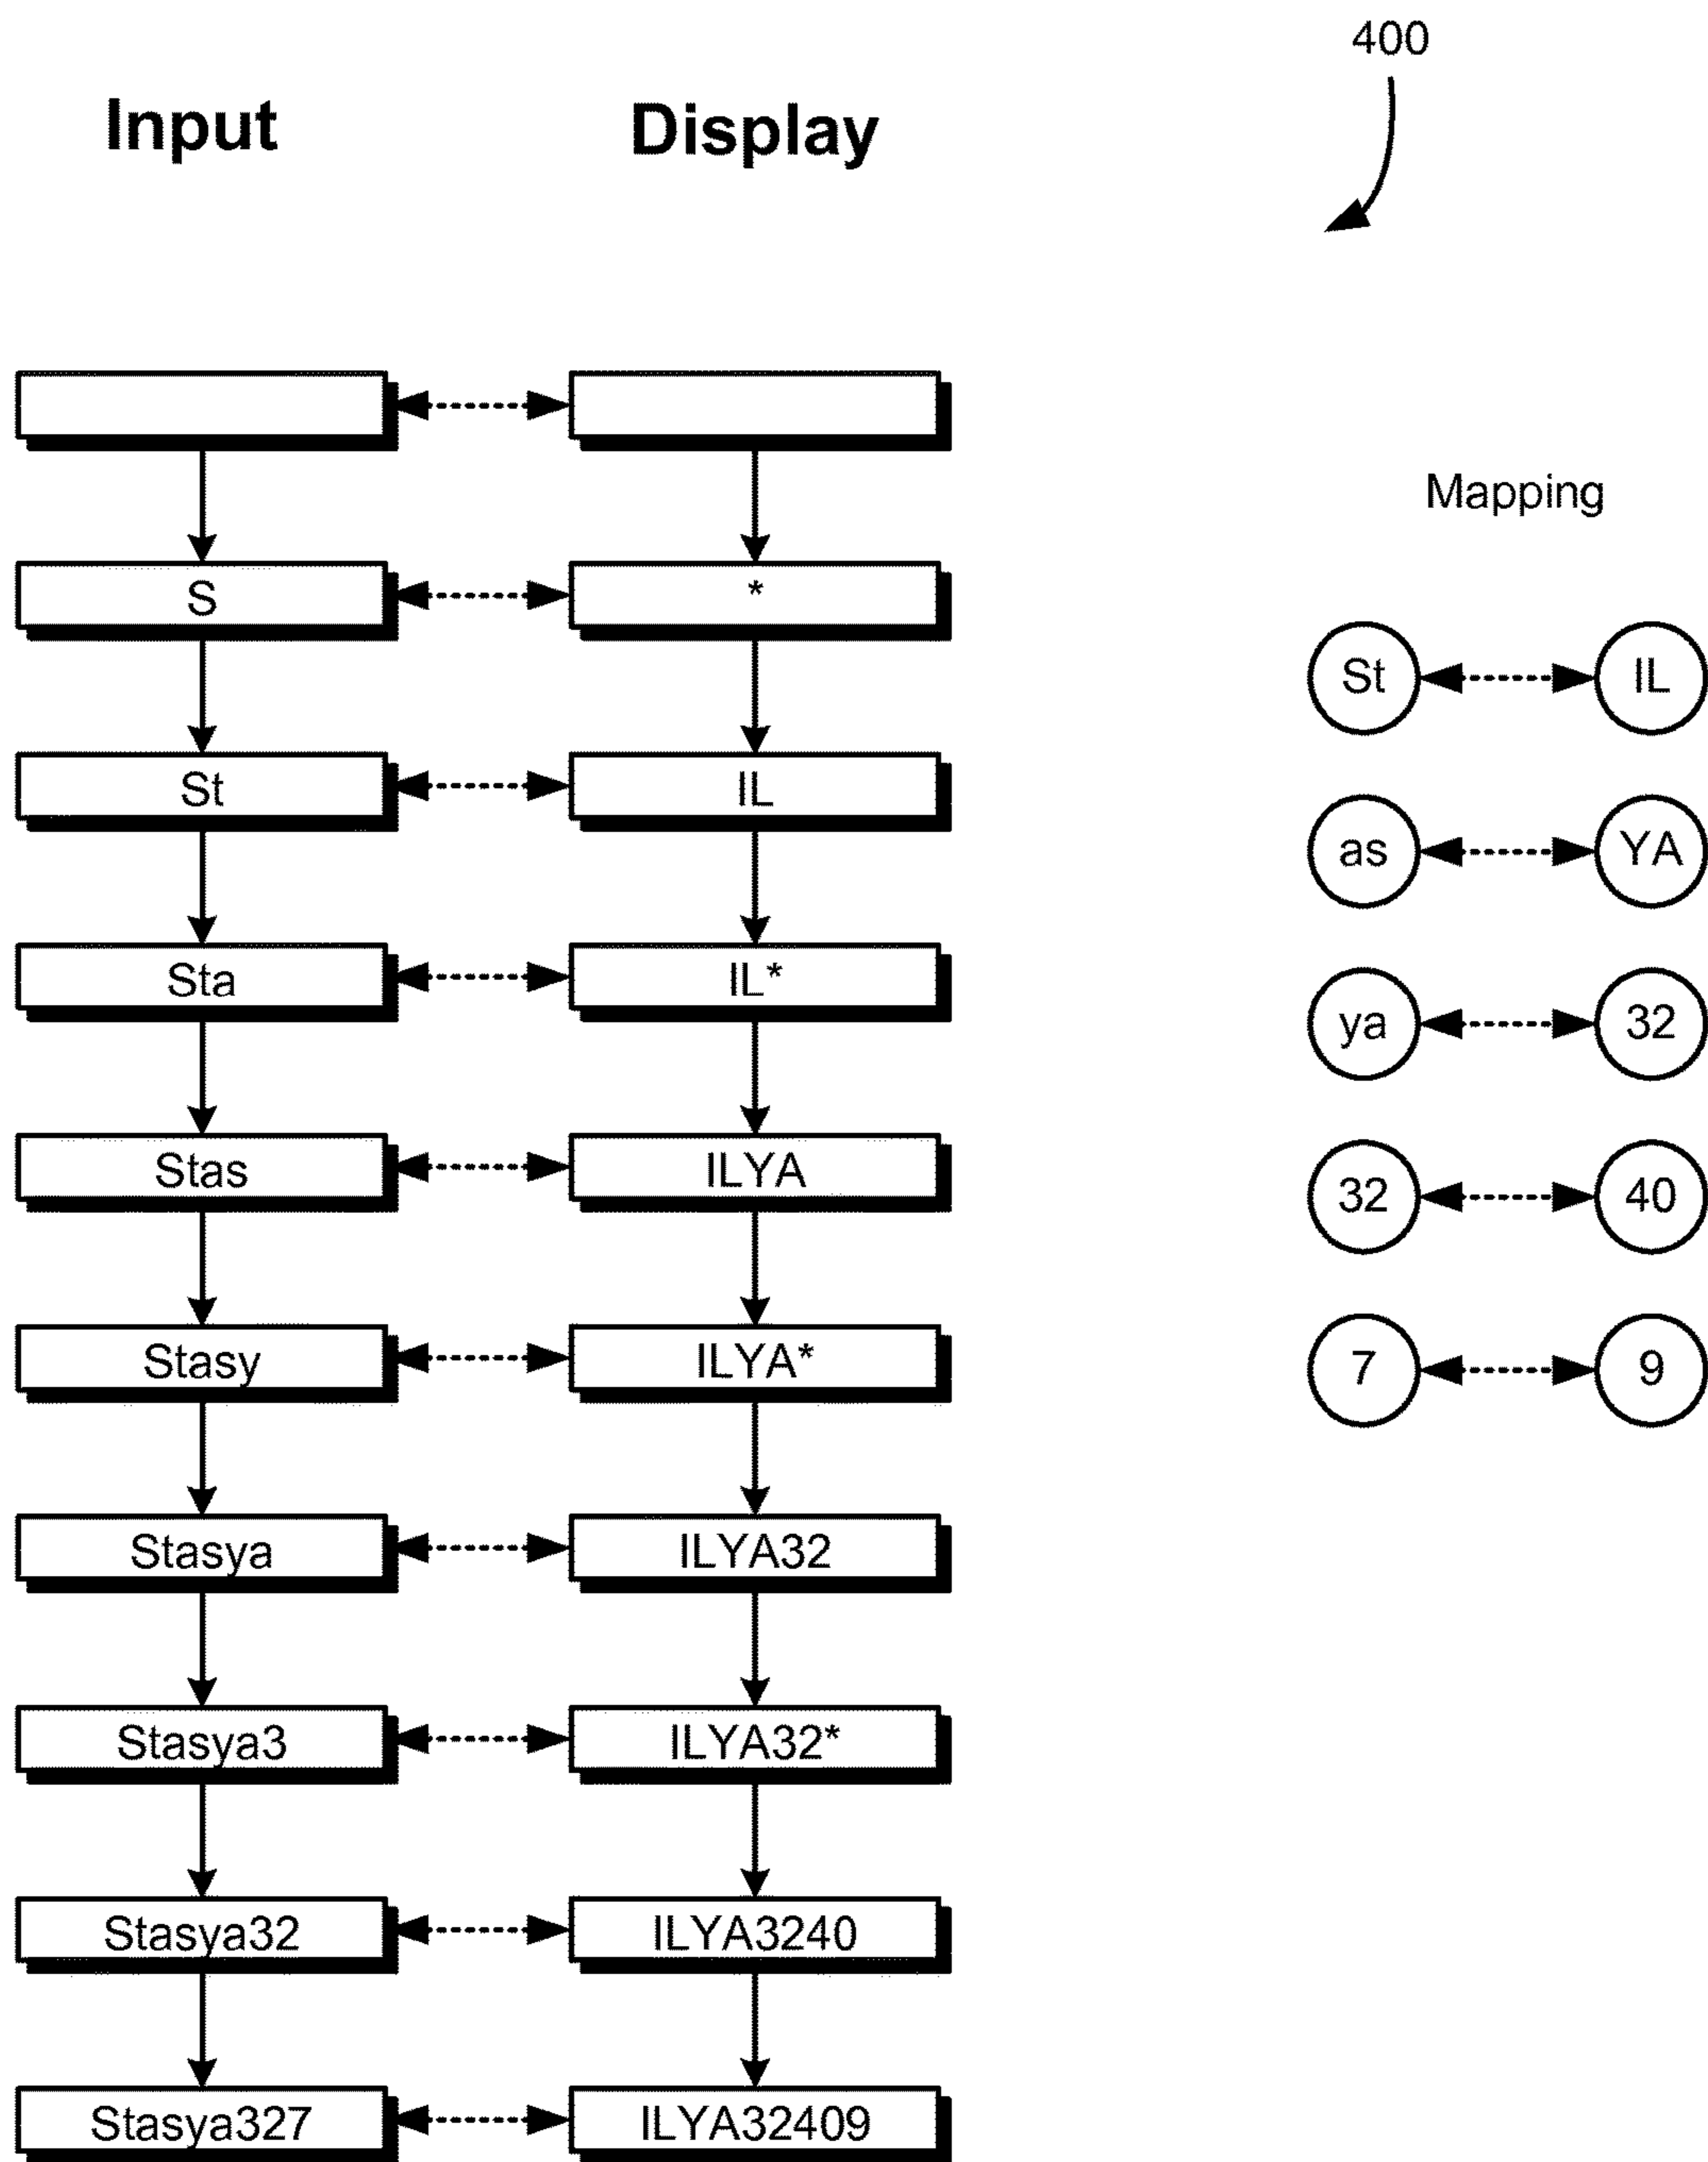 400
Input Display
Mapping
S *
St IL
Sta IL*
Stas ILYA
Stasy ILYA*
Stasya ILYA32
Stasya3 ILYA32*
Stasya32 ILYA3240
Stasya327 ILYA32409
St IL
as YA
ya 32
32 40
7 9